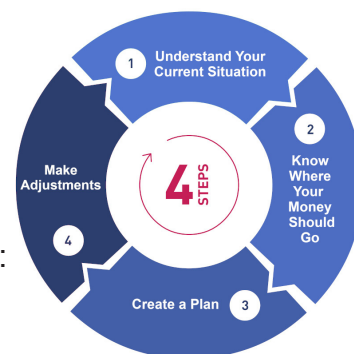 1
Understand Your
Current Situation
2
Know
Where
Your
Money
Should
Go
Create a Plan 3
Make
Adjustments
4
4
STEPS
: